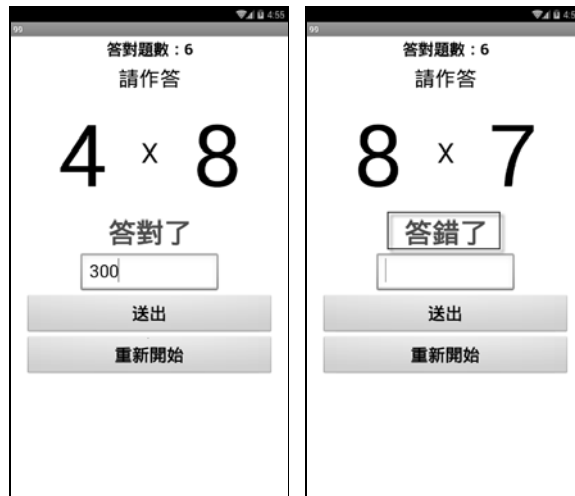 4:55
99
答對題數：6
請作答
4 x 8
答對了
300
送出
重新開始
4:5
99
答對題數：6
請作答
8 x 7
答錯了
送出
重新開始